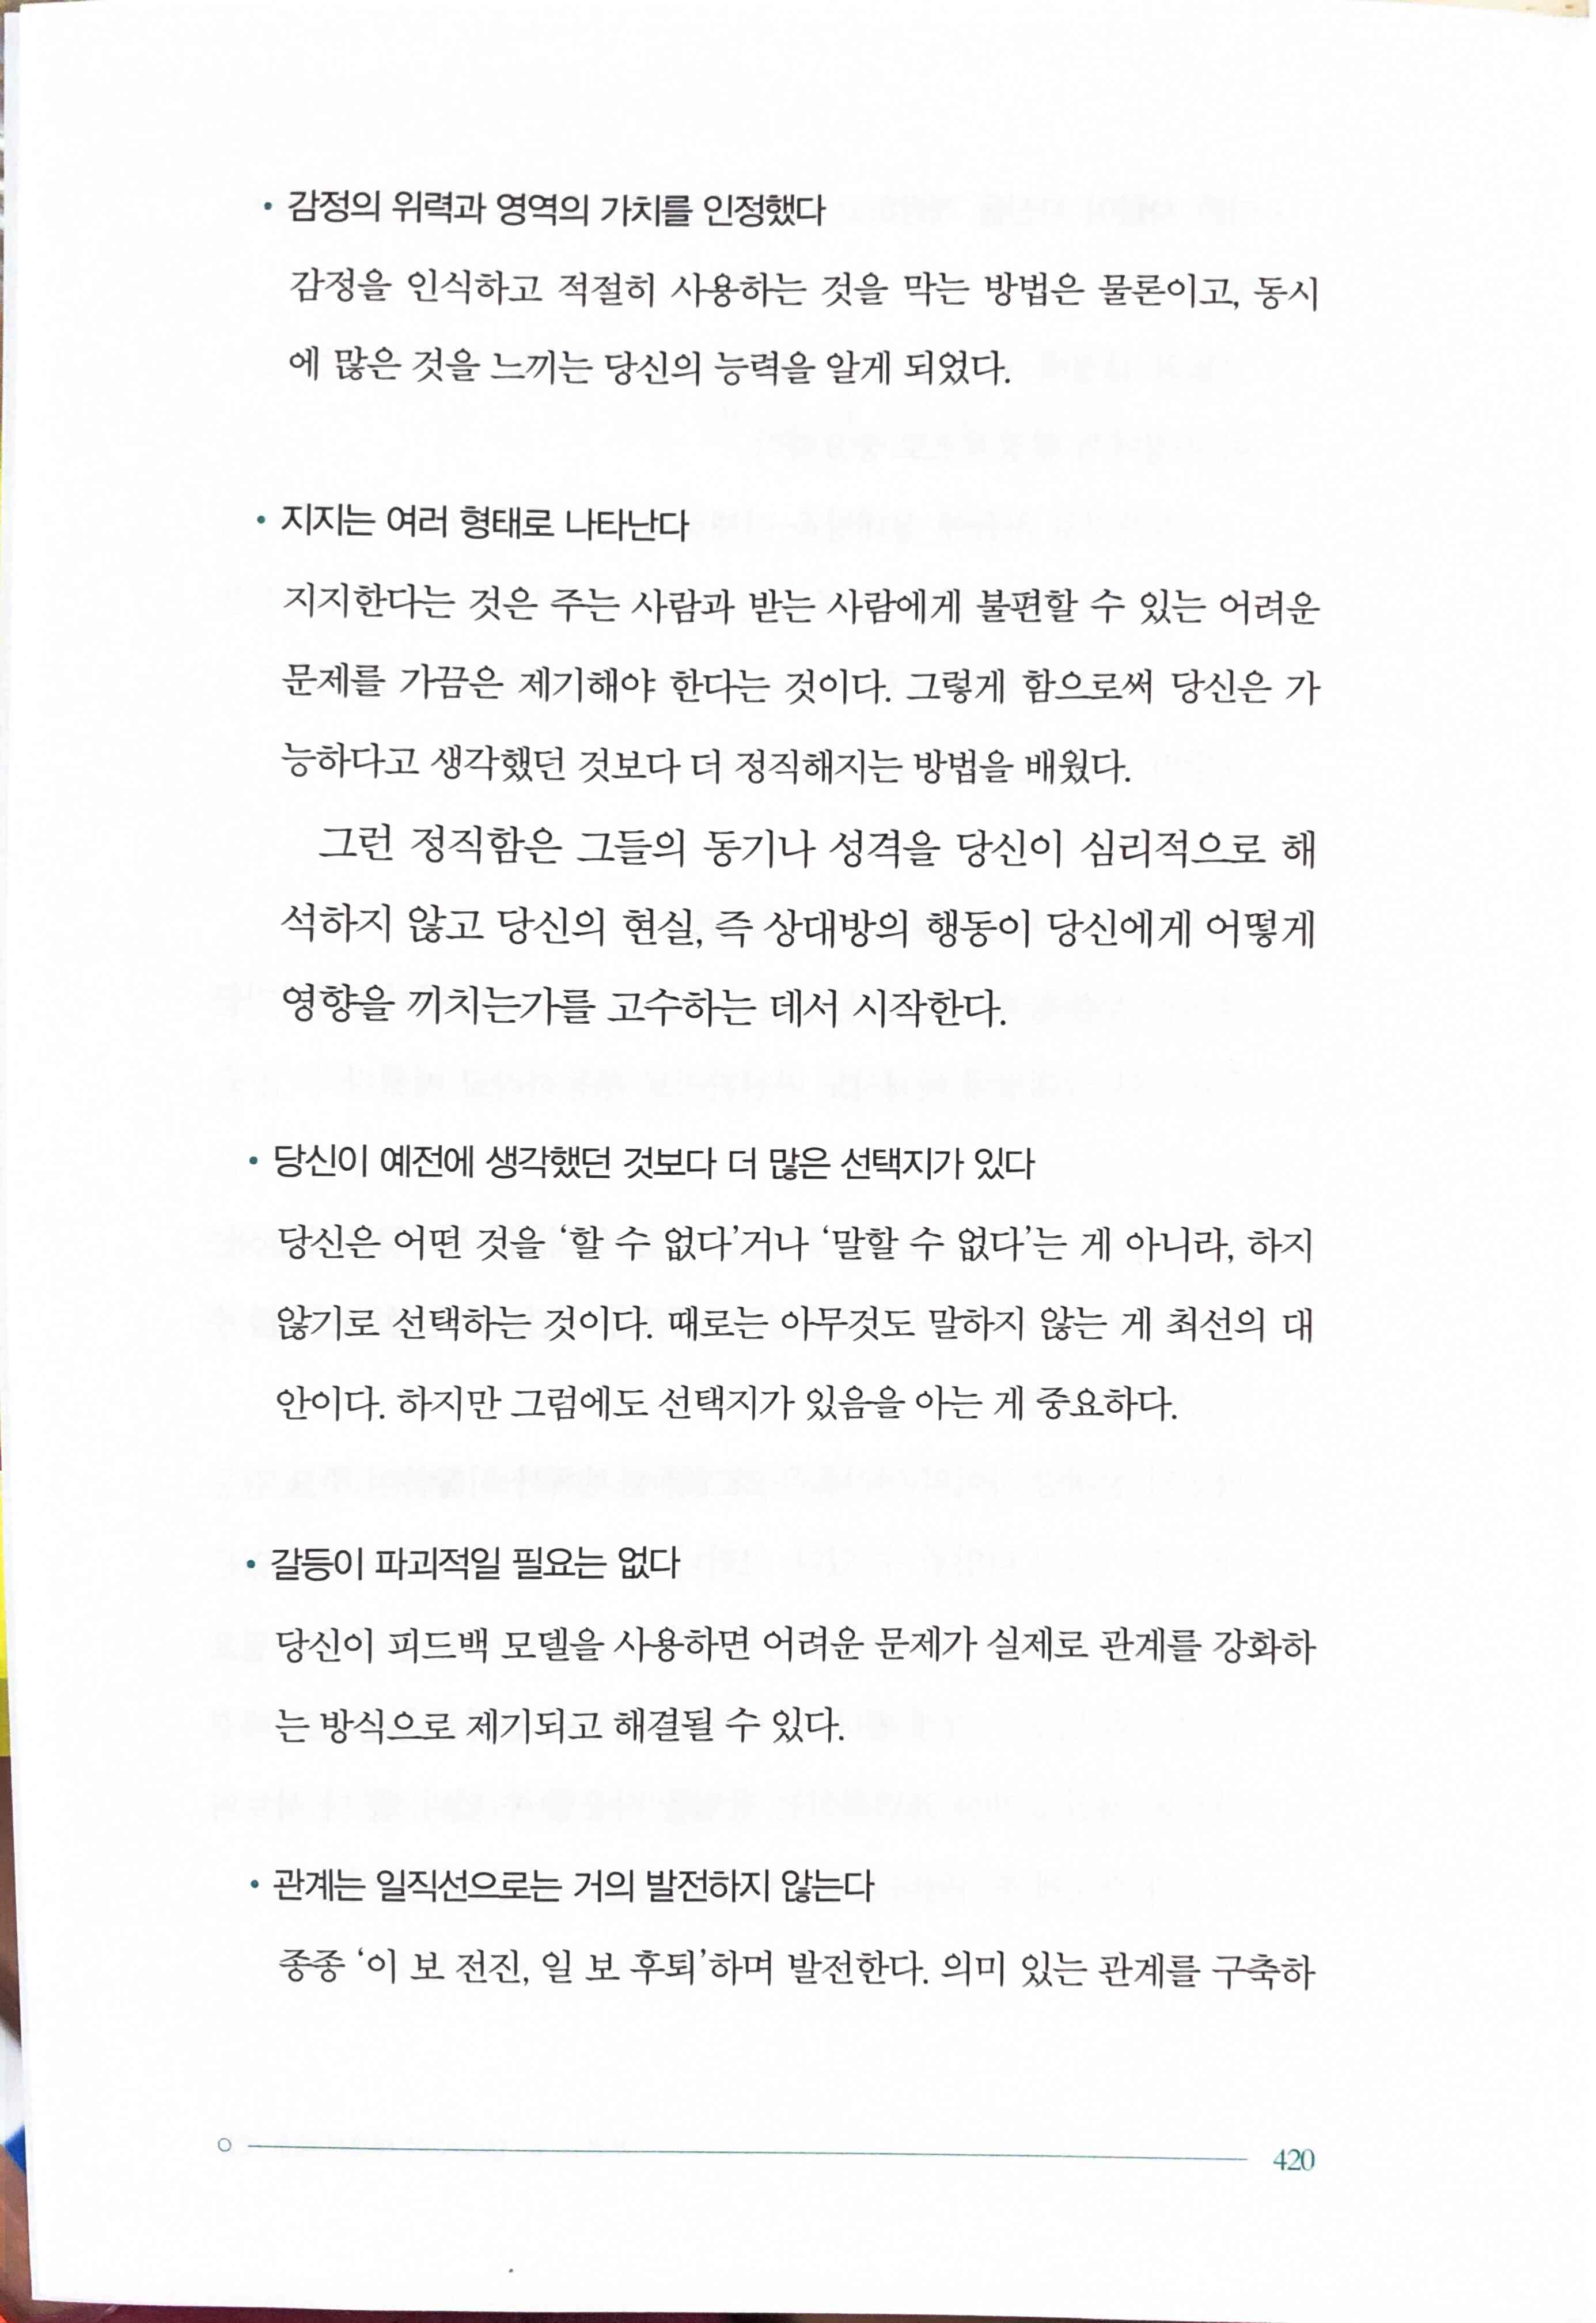 • 감정의 위력과 영역의 가치를 인정했다
감정을 인식하고 적절히 사용하는 것을 막는 방법은 물론이고, 동시
에 많은 것을 느끼는 당신의 능력을 알게 되었다.
• 지지는 여러 형태로 나타난다
지지한다는 것은 주는 사람과 받는 사람에게 불편할 수 있는 어려운
문제를 가끔은 제기해야 한다는 것이다. 그렇게 함으로써 당신은 가
능하다고 생각했던 것보다 더 정직해지는 방법을 배웠다.
그런 정직함은 그들의 동기나 성격을 당신이 심리적으로 해
석하지 않고 당신의 현실, 즉 상대방의 행동이 당신에게 어떻게
영향을 끼치는가를 고수하는 데서 시작한다.
• 당신이 예전에 생각했던 것보다 더 많은 선택지가 있다
당신은 어떤 것을 ‘할 수 없다’거나 ‘말할 수 없다’는 게 아니라, 하지
않기로 선택하는 것이다. 때로는 아무것도 말하지 않는 게 최선의 대
안이다. 하지만 그럼에도 선택지가 있음을 아는 게 중요하다.
• 갈등이 파괴적일 필요는 없다
당신이 피드백 모델을 사용하면 어려운 문제가 실제로 관계를 강화하
는 방식으로 제기되고 해결될 수 있다.
• 관계는 일직선으로는 거의 발전하지 않는다
종종 ‘이 보 전진, 일 보 후퇴’하며 발전한다. 의미 있는 관계를 구축하
420